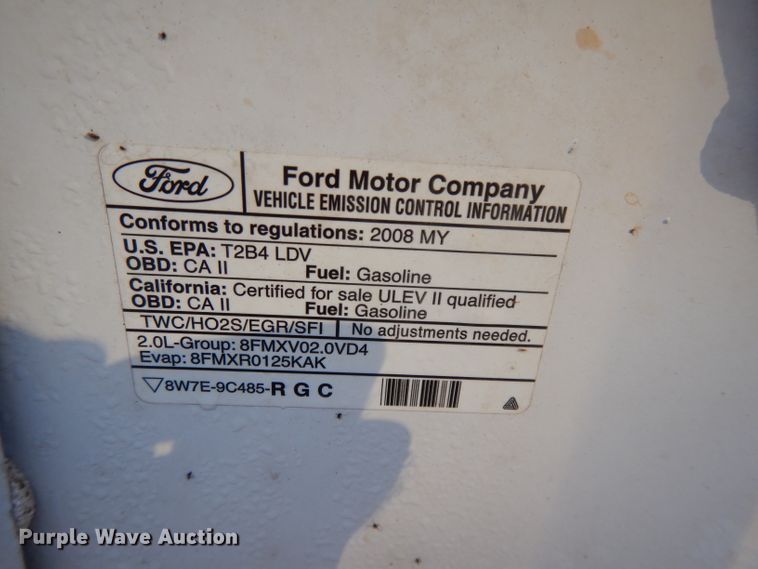 Ford
Ford Motor Company
VEHICLE EMISSION CONTROL INFORMATION
Conforms to regulations: 2008 MY
U.S. EPA: T2B4 LDV
OBD: CA II Fuel: Gasoline
California: Certified for sale ULEV II qualified
OBD: CA II Fuel: Gasoline
TWC/HO2S/EGR/SFI No adjustments needed.
2.0L-Group: 8FMXV02.0VD4
Evap: 8FMXR0125KAK
8W7E-9C485-R G C
Purple Wave Auction